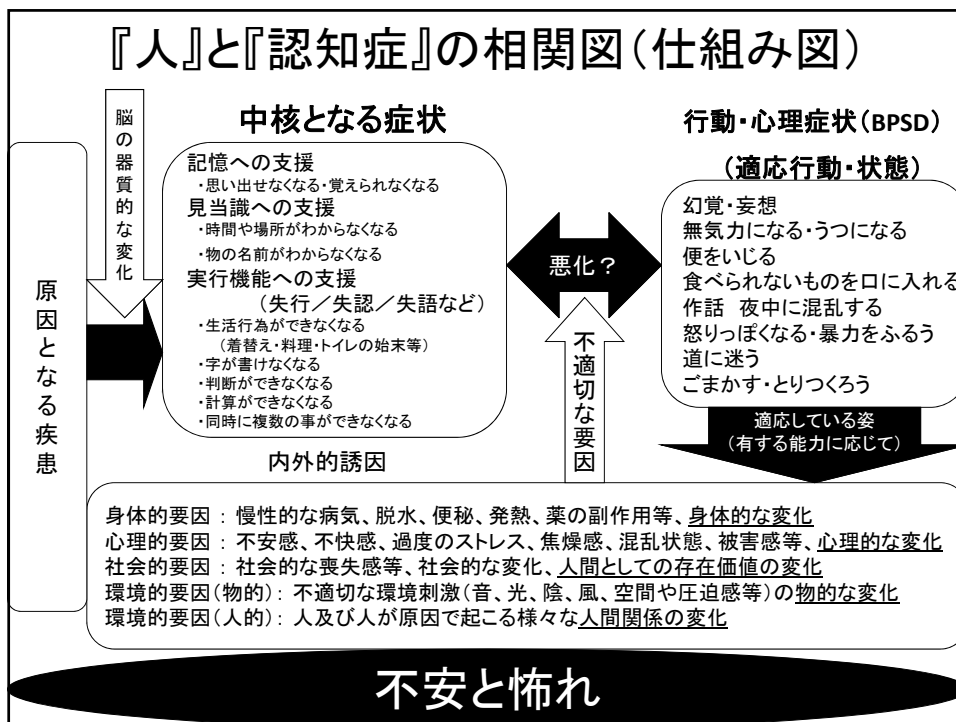 『人』と『認知症』の相関図(仕組み図)
脳の器質的な変化
原因となる疾患
中核となる症状
記憶への支援
・思い出せなくなる・覚えられなくなる
見当識への支援
・時間や場所がわからなくなる
・物の名前がわからなくなる
実行機能への支援
(失行/失認/失語など)
・生活行為ができなくなる
(着替え・料理・トイレの始末等)
・字が書けなくなる
・判断ができなくなる
・計算ができなくなる
・同時に複数の事ができなくなる
悪化?
不適切な要因
行動・心理症状(BPSD)
(適応行動・状態)
幻覚・妄想
無気力になる・うつになる
便をいじる
食べられないものを口に入れる
作話 夜中に混乱する
怒りっぽくなる・暴力をふるう
道に迷う
ごまかす・とりつくろう
適応している姿
(有する能力に応じて)
内外的誘因
身体的要因 : 慢性的な病気、脱水、便秘、発熱、薬の副作用等、身体的な変化
心理的要因 : 不安感、不快感、過度のストレス、焦燥感、混乱状態、被害感等、心理的な変化
社会的要因 : 社会的な喪失感等、社会的な変化、人間としての存在価値の変化
環境的要因(物的) : 不適切な環境刺激(音、光、陰、風、空間や圧迫感等)の物的な変化
環境的要因(人的) : 人及び人が原因で起こる様々な人間関係の変化
不安と怖れ